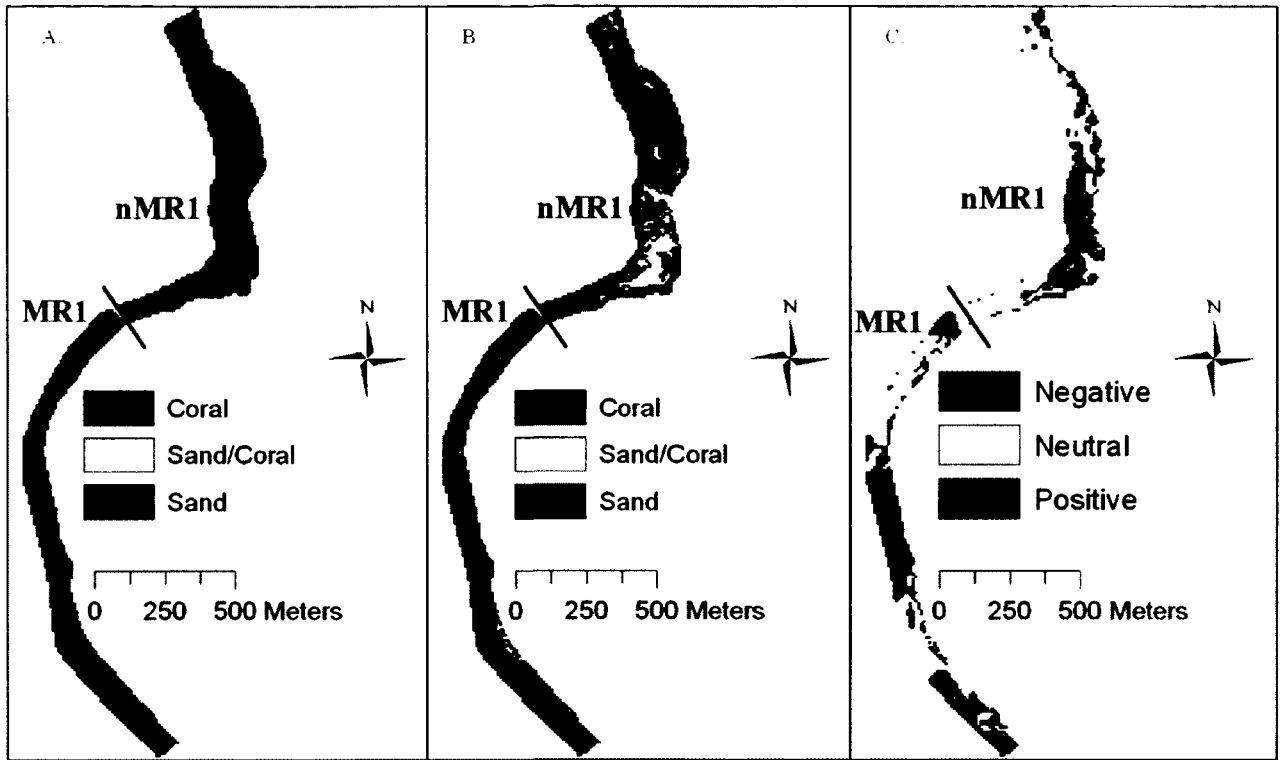 A.
nMR1
MR1
N
Coral
Sand/Coral
Sand
0 250 500 Meters
B
nMR1
MR1
N
Coral
Sand/Coral
Sand
0 250 500 Meters
C.
nMR1
MR1
N
Negative
Neutral
Positive
0 250 500 Meters